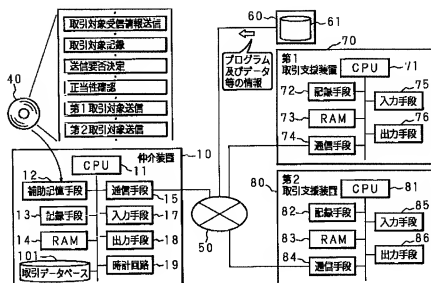 40
取引対象受信情報送信
取引対象記録
送信要否決定
正当性確認
第1取引対象送信
第2取引対象送信
60
61
プログラム
及びデータ
等の情報
70
第1
取引支援装置
CPU
71
72
記録手段
75
入力手段
73
RAM
76
出力手段
74
通信手段
10
仲介装置
CPU
11
12
補助記憶手段
通信手段
15
13
記録手段
入力手段
17
14
RAM
出力手段
18
101
取引データベース
時計回路
19
50
80
第2
取引支援装置
CPU
81
82
記録手段
85
入力手段
83
RAM
86
出力手段
84
通信手段